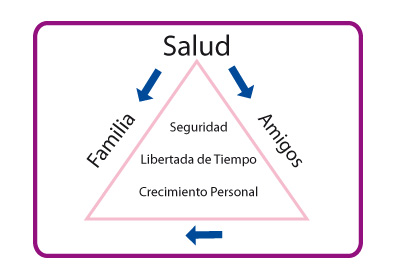 Salud
Familia
Amigos
Seguridad
Libertada de Tiempo
Crecimiento Personal